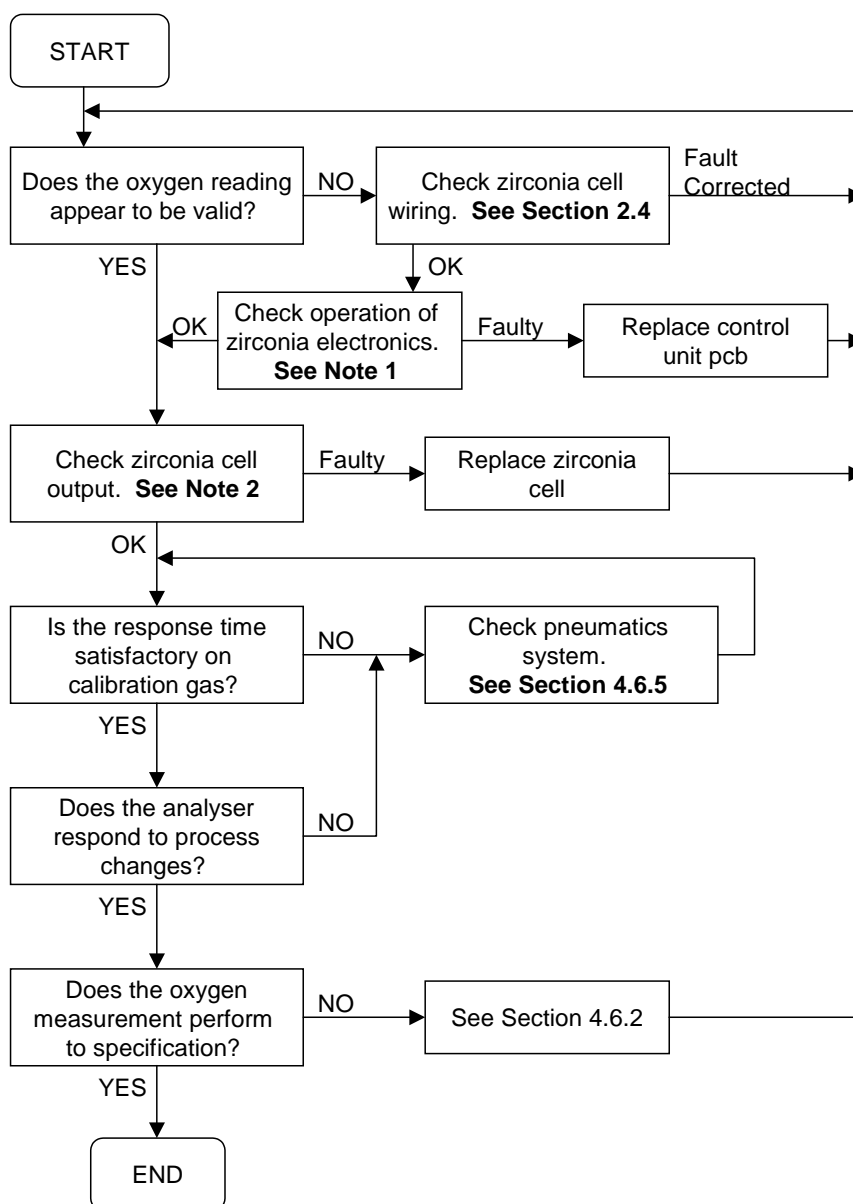 START
Does the oxygen reading
appear to be valid?
NO
Check zirconia cell
wiring. See Section 2.4
Fault
Corrected
YES
OK
Check operation of
zirconia electronics.
See Note 1
OK
Faulty
Replace control
unit pcb
Check zirconia cell
output. See Note 2
Faulty
Replace zirconia
cell
OK
Is the response time
satisfactory on
calibration gas?
NO
Check pneumatics
system.
See Section 4.6.5
YES
Does the analyser
respond to process
changes?
NO
YES
Does the oxygen
measurement perform
to specification?
NO
See Section 4.6.2
YES
END